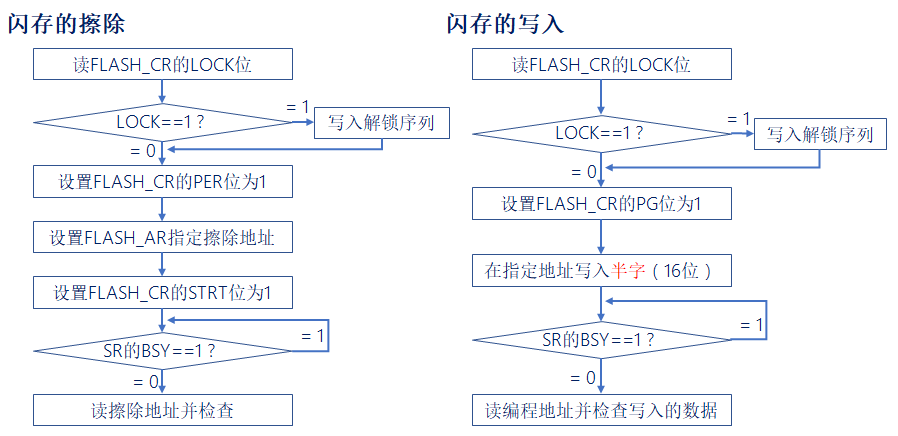 闪存的擦除
读FLASH_CR的LOCK位
LOCK==1？
= 1
写入解锁序列
= 0
设置FLASH_CR的PER位为1
设置FLASH_AR指定擦除地址
设置FLASH_CR的STRT位为1
SR的BSY==1？
= 1
= 0
读擦除地址并检查
闪存的写入
读FLASH_CR的LOCK位
LOCK==1？
= 1
写入解锁序列
= 0
设置FLASH_CR的PG位为1
在指定地址写入半字（16位）
SR的BSY==1？
= 1
= 0
读编程地址并检查写入的数据